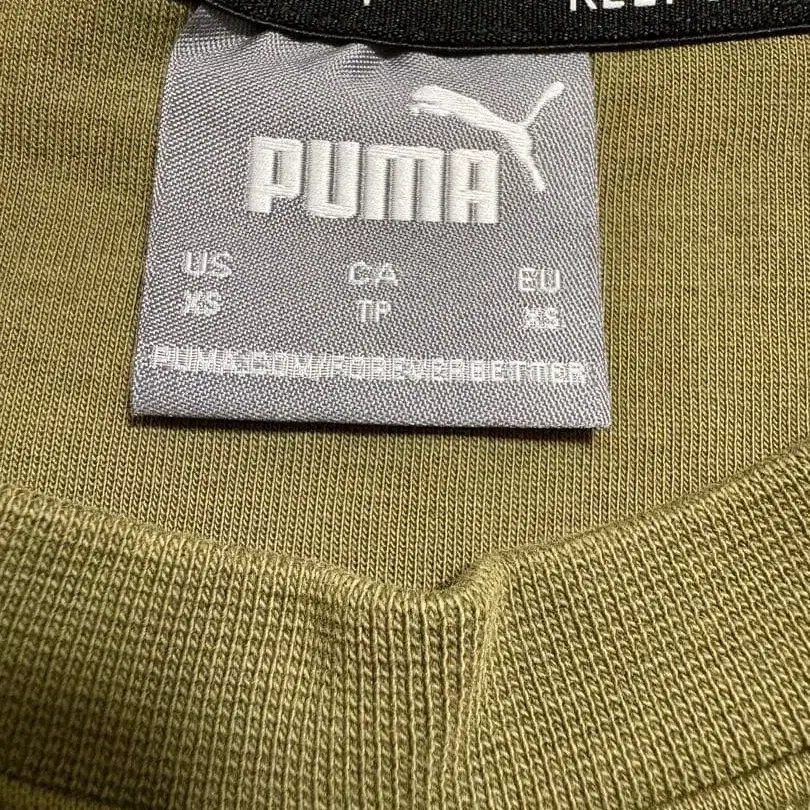 PUMA
US CA EU
XS TP XS
PUMA.COM/FOREVERBETTER